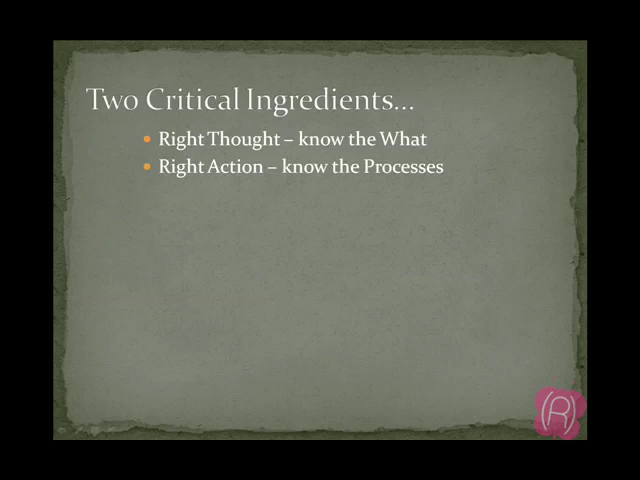 Two Critical Ingredients...
Right Thought – know the What
Right Action – know the Processes
(R)